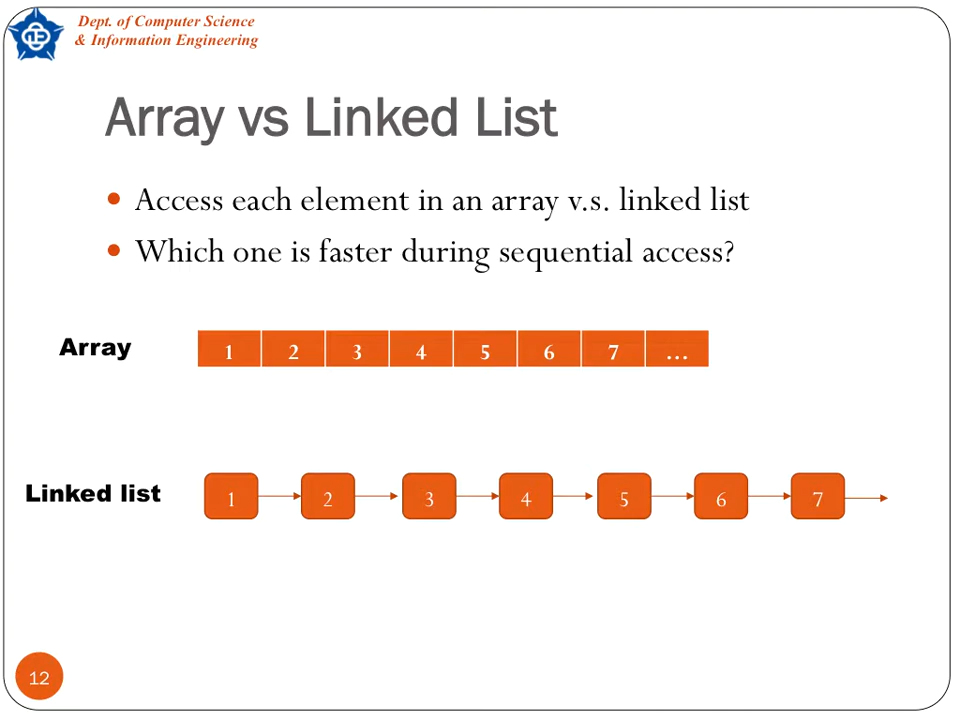 Dept. of Computer Science
& Information Engineering
Array vs Linked List
Access each element in an array v.s. linked list
Which one is faster during sequential access?
Array 1 2 3 4 5 6 7 ...
Linked list 1 2 3 4 5 6 7
12